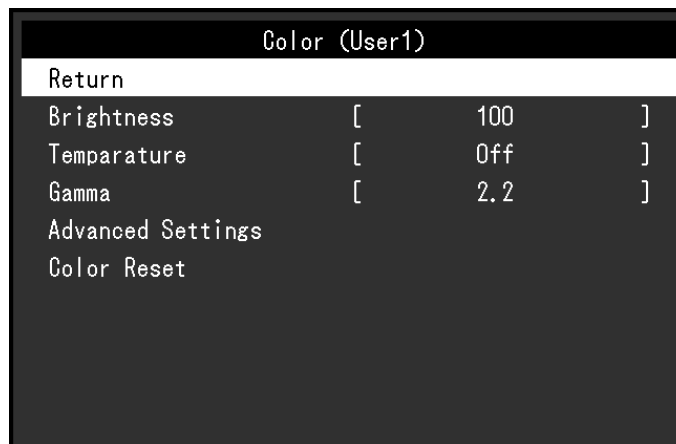 Color (User1)
Return
Brightness [ 100 ]
Temparature [ Off ]
Gamma [ 2.2 ]
Advanced Settings
Color Reset